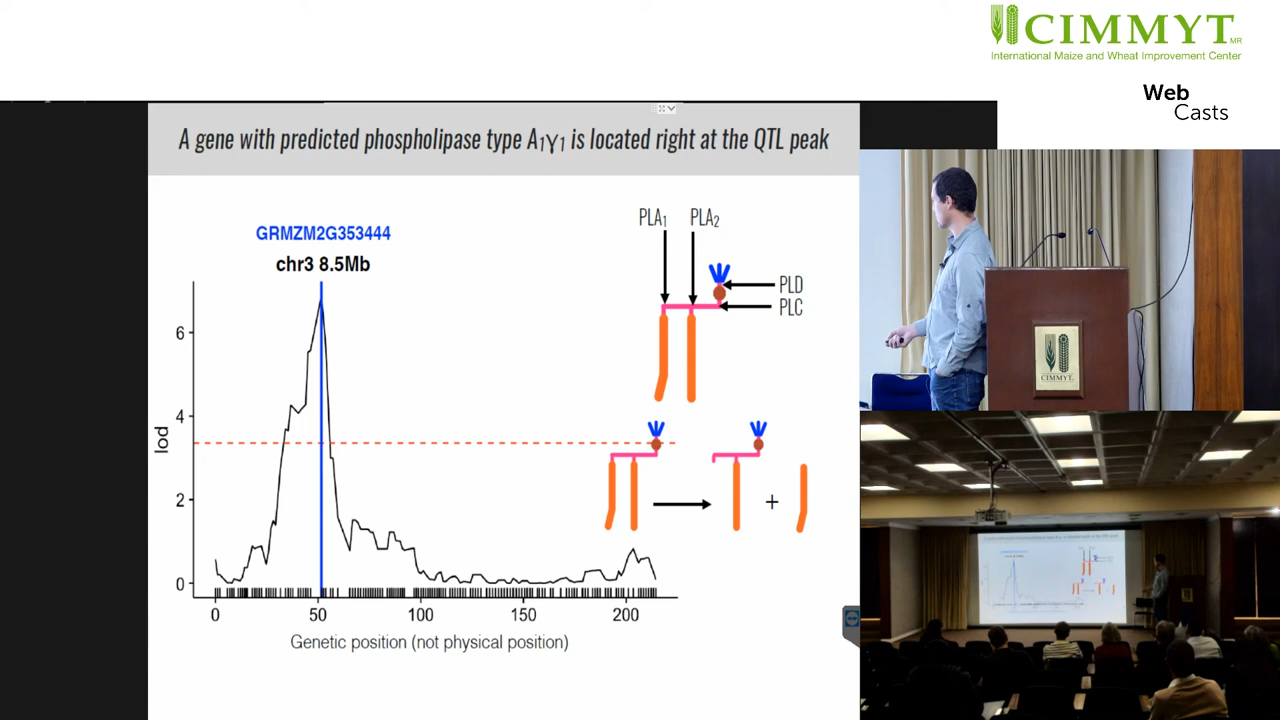 CIMMYT MR
International Maize and Wheat Improvement Center
Web
Casts
A gene with predicted phospholipase type A₁γ₁ is located right at the QTL peak
GRMZM2G353444
chr3 8.5Mb
PLA₁ PLA₂
PLD
PLC
lod
6
4
2
0
+
0 50 100 150 200
Genetic position (not physical position)
CIMMYT